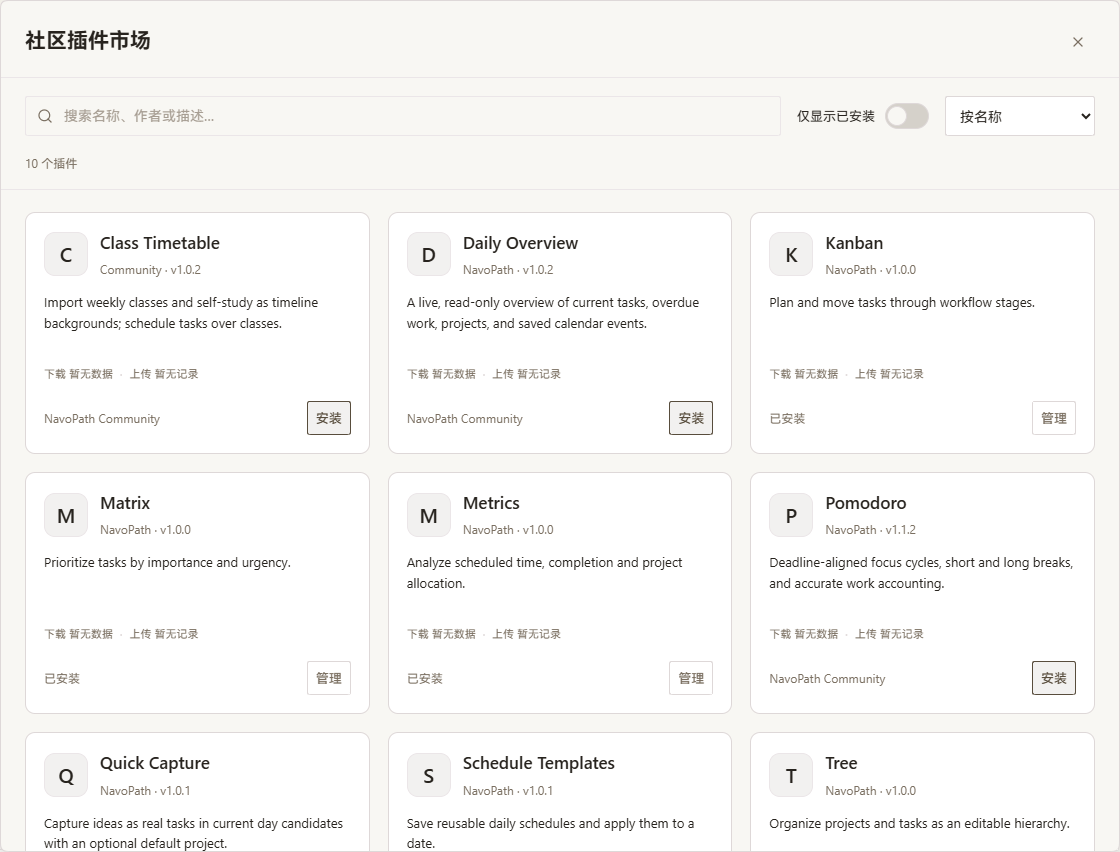 社区插件市场
×
搜索名称、作者或描述...
仅显示已安装
按名称
10 个插件
C
Class Timetable
Community · v1.0.2
Import weekly classes and self-study as timeline
backgrounds; schedule tasks over classes.
下载 暂无数据 · 上传 暂无记录
NavoPath Community
安装
D
Daily Overview
NavoPath · v1.0.2
A live, read-only overview of current tasks, overdue
work, projects, and saved calendar events.
下载 暂无数据 · 上传 暂无记录
NavoPath Community
安装
K
Kanban
NavoPath · v1.0.0
Plan and move tasks through workflow stages.
下载 暂无数据 · 上传 暂无记录
已安装
管理
M
Matrix
NavoPath · v1.0.0
Prioritize tasks by importance and urgency.
下载 暂无数据 · 上传 暂无记录
已安装
管理
M
Metrics
NavoPath · v1.0.0
Analyze scheduled time, completion and project
allocation.
下载 暂无数据 · 上传 暂无记录
已安装
管理
P
Pomodoro
NavoPath · v1.1.2
Deadline-aligned focus cycles, short and long breaks,
and accurate work accounting.
下载 暂无数据 · 上传 暂无记录
NavoPath Community
安装
Q
Quick Capture
NavoPath · v1.0.1
Capture ideas as real tasks in current day candidates
with an optional default project.
S
Schedule Templates
NavoPath · v1.0.1
Save reusable daily schedules and apply them to a
date.
T
Tree
NavoPath · v1.0.0
Organize projects and tasks as an editable hierarchy.